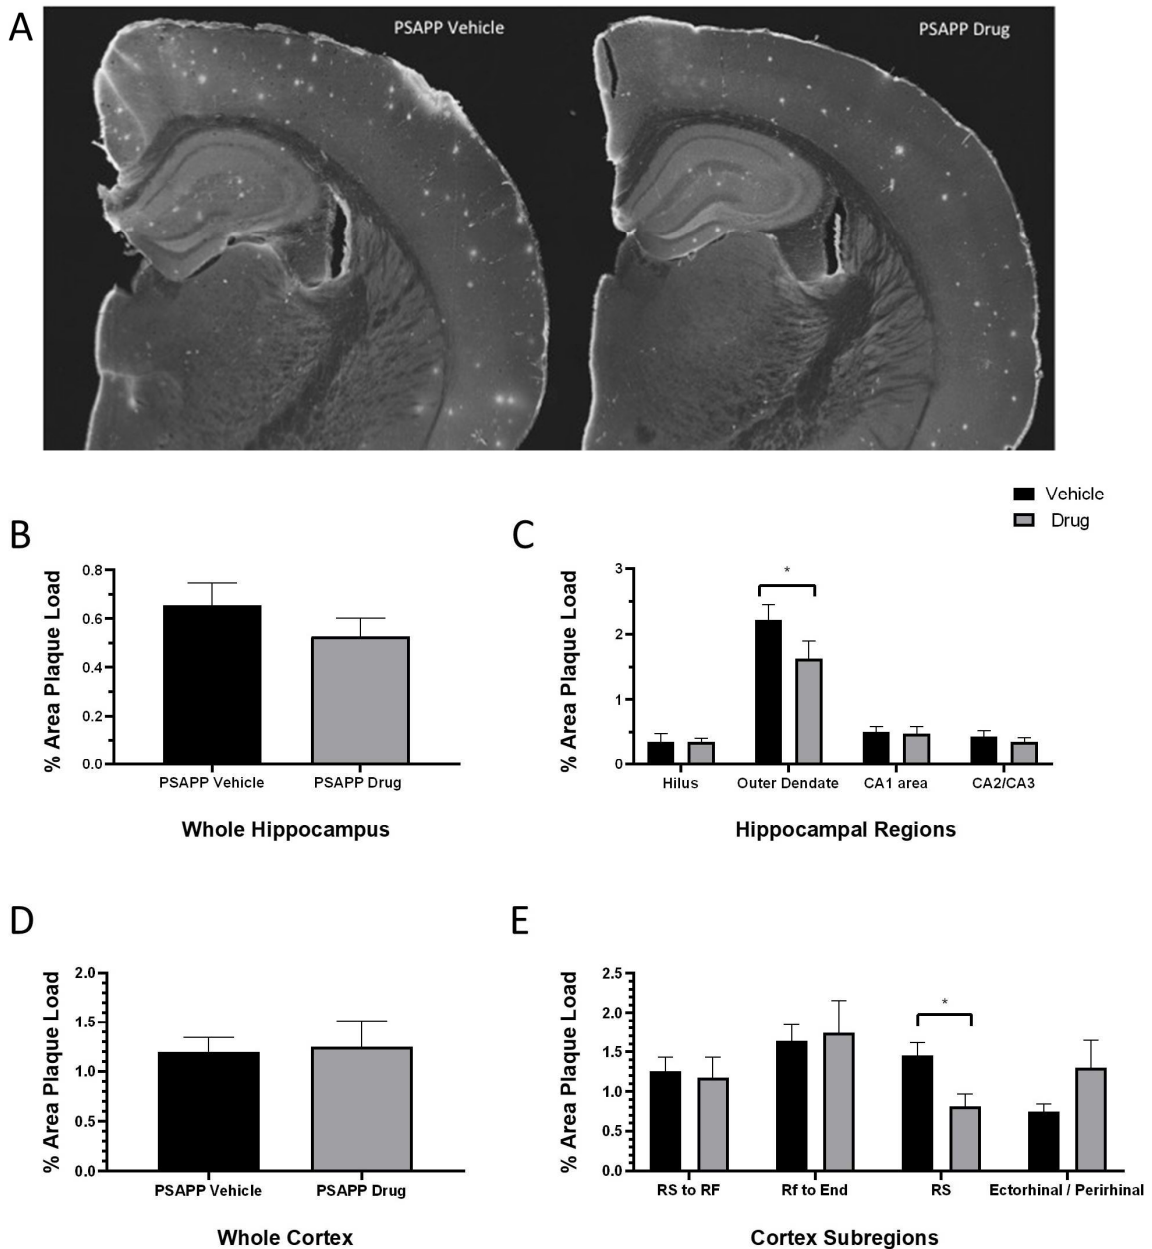 A
PSAPP Vehicle
PSAPP Drug
Vehicle
Drug
B
% Area Plaque Load
0.8
0.6
0.4
0.2
0.0
PSAPP Vehicle PSAPP Drug
Whole Hippocampus
C
% Area Plaque Load
3
2
1
0
*
Hilus Outer Dendate CA1 area CA2/CA3
Hippocampal Regions
D
% Area Plaque Load
2.0
1.5
1.0
0.5
0.0
PSAPP Vehicle PSAPP Drug
Whole Cortex
E
% Area Plaque Load
2.5
2.0
1.5
1.0
0.5
0.0
*
RS to RF Rf to End RS Ectorhinal / Perirhinal
Cortex Subregions